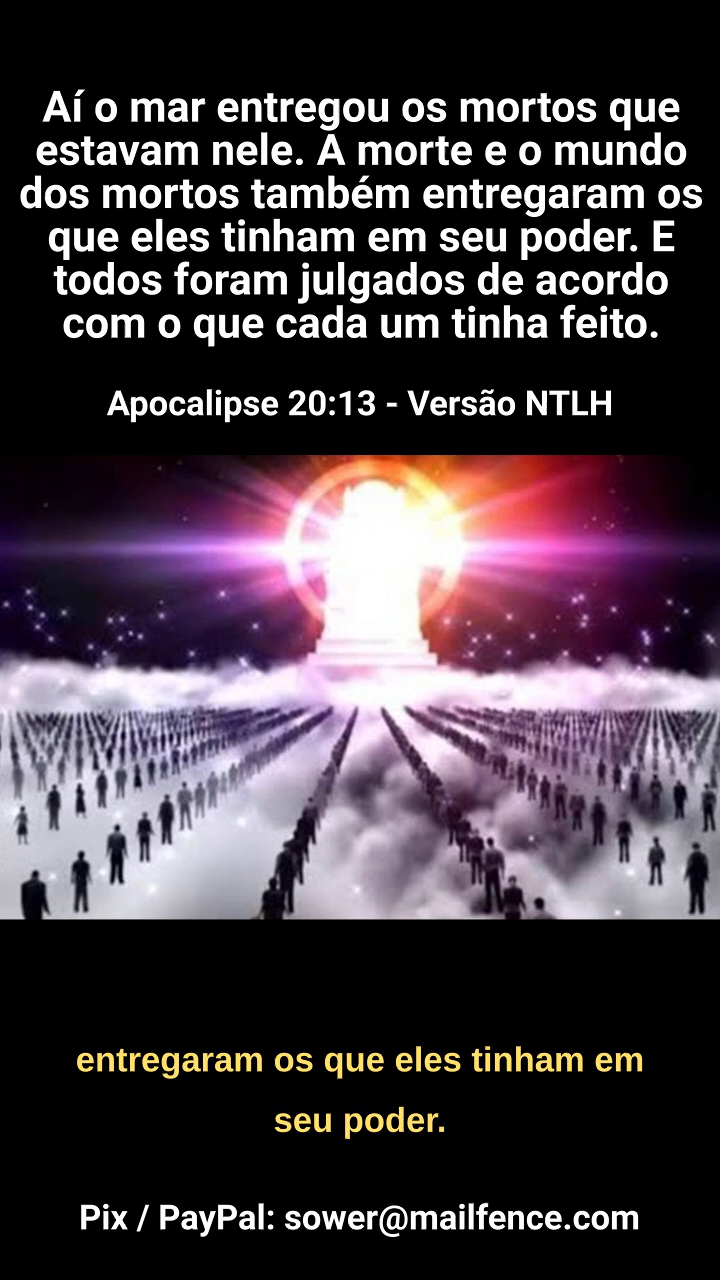 Aí o mar entregou os mortos que
estavam nele. A morte e o mundo
dos mortos também entregaram os
que eles tinham em seu poder. E
todos foram julgados de acordo
com o que cada um tinha feito.
Apocalipse 20:13 - Versão NTLH
entregaram os que eles tinham em
seu poder.
Pix / PayPal: sower@mailfence.com